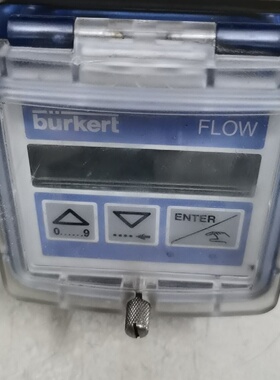 bürkert
FLOW
ENTER
0......9